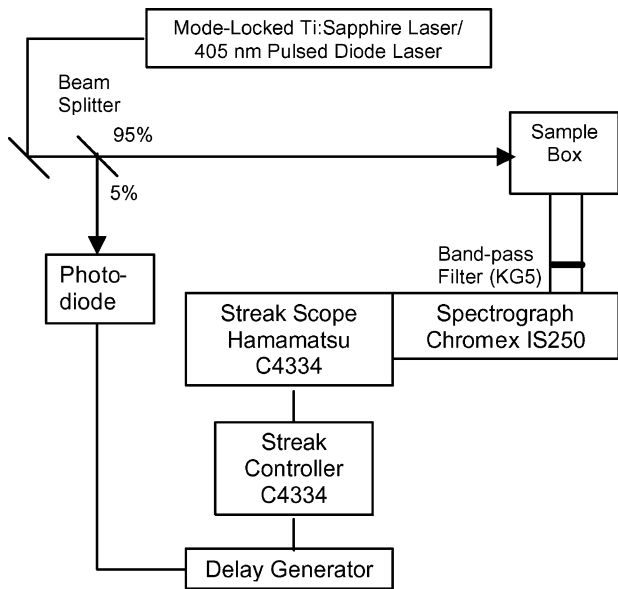 Mode-Locked Ti:Sapphire Laser/
405 nm Pulsed Diode Laser
Beam
Splitter
95%
5%
Sample
Box
Photo-
diode
Band-pass
Filter (KG5)
Streak Scope
Hamamatsu
C4334
Spectrograph
Chromex IS250
Streak
Controller
C4334
Delay Generator